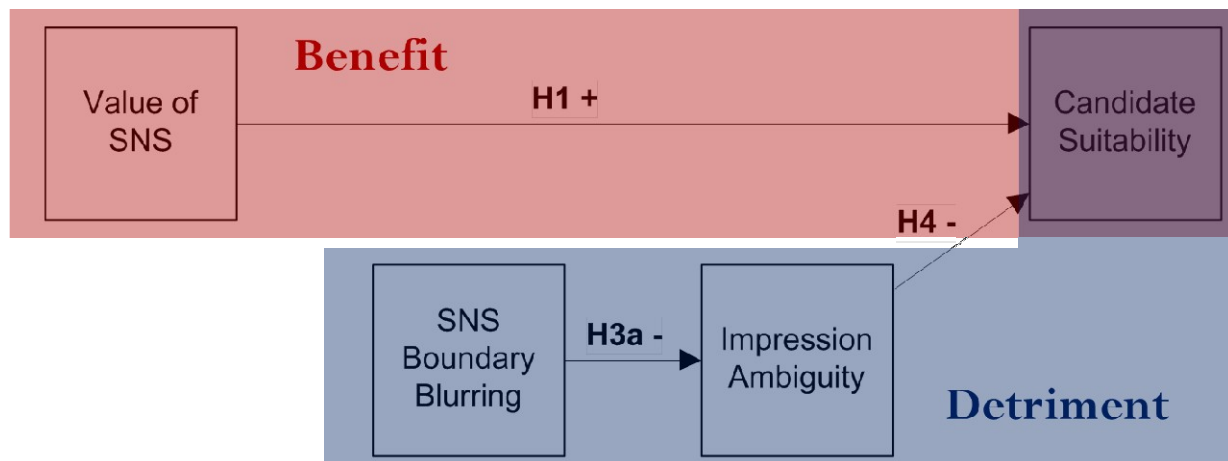 Benefit
Value of
SNS
H1 +
Candidate
Suitability
H4 -
SNS
Boundary
Blurring
H3a -
Impression
Ambiguity
Detriment